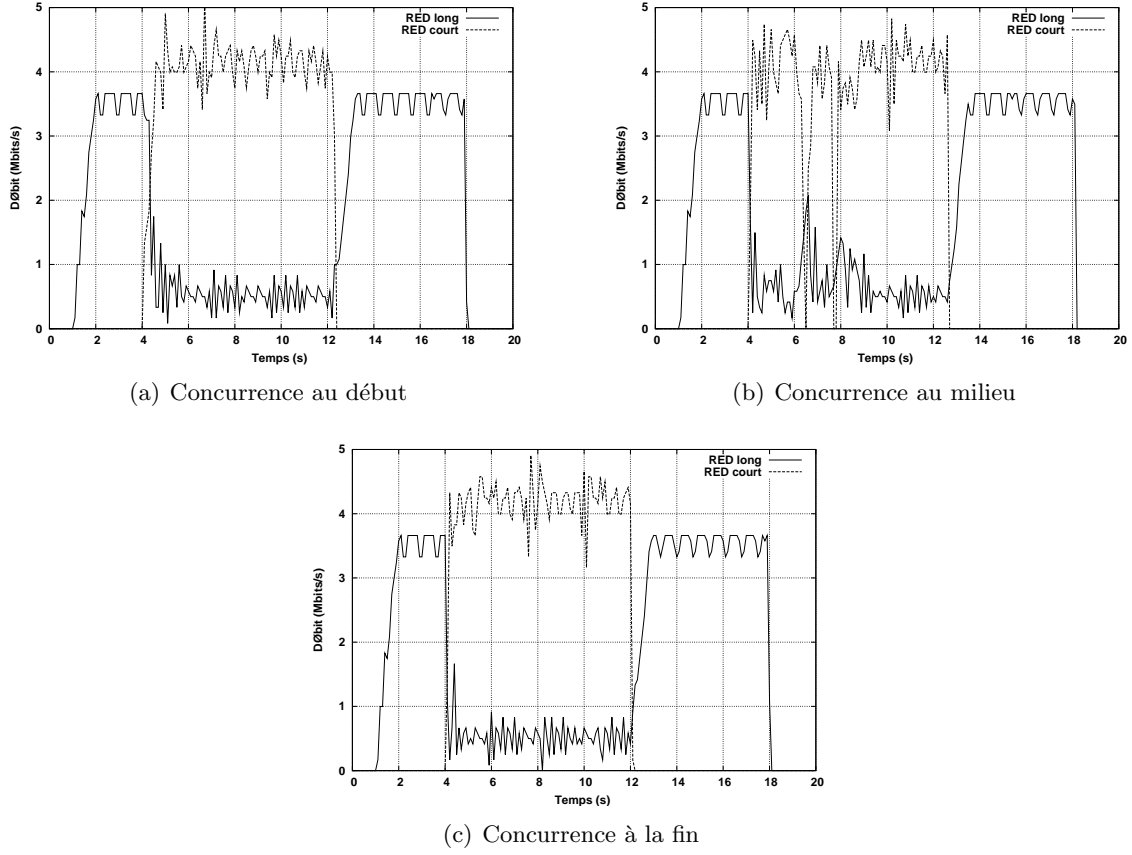 5
4
3
2
1
0
0 2 4 6 8 10 12 14 16 18 20
DØbit (Mbits/s)
Temps (s)
RED long
RED court
(a) Concurrence au début
5
4
3
2
1
0
0 2 4 6 8 10 12 14 16 18 20
DØbit (Mbits/s)
Temps (s)
RED long
RED court
(b) Concurrence au milieu
5
4
3
2
1
0
0 2 4 6 8 10 12 14 16 18 20
DØbit (Mbits/s)
Temps (s)
RED long
RED court
(c) Concurrence à la fin